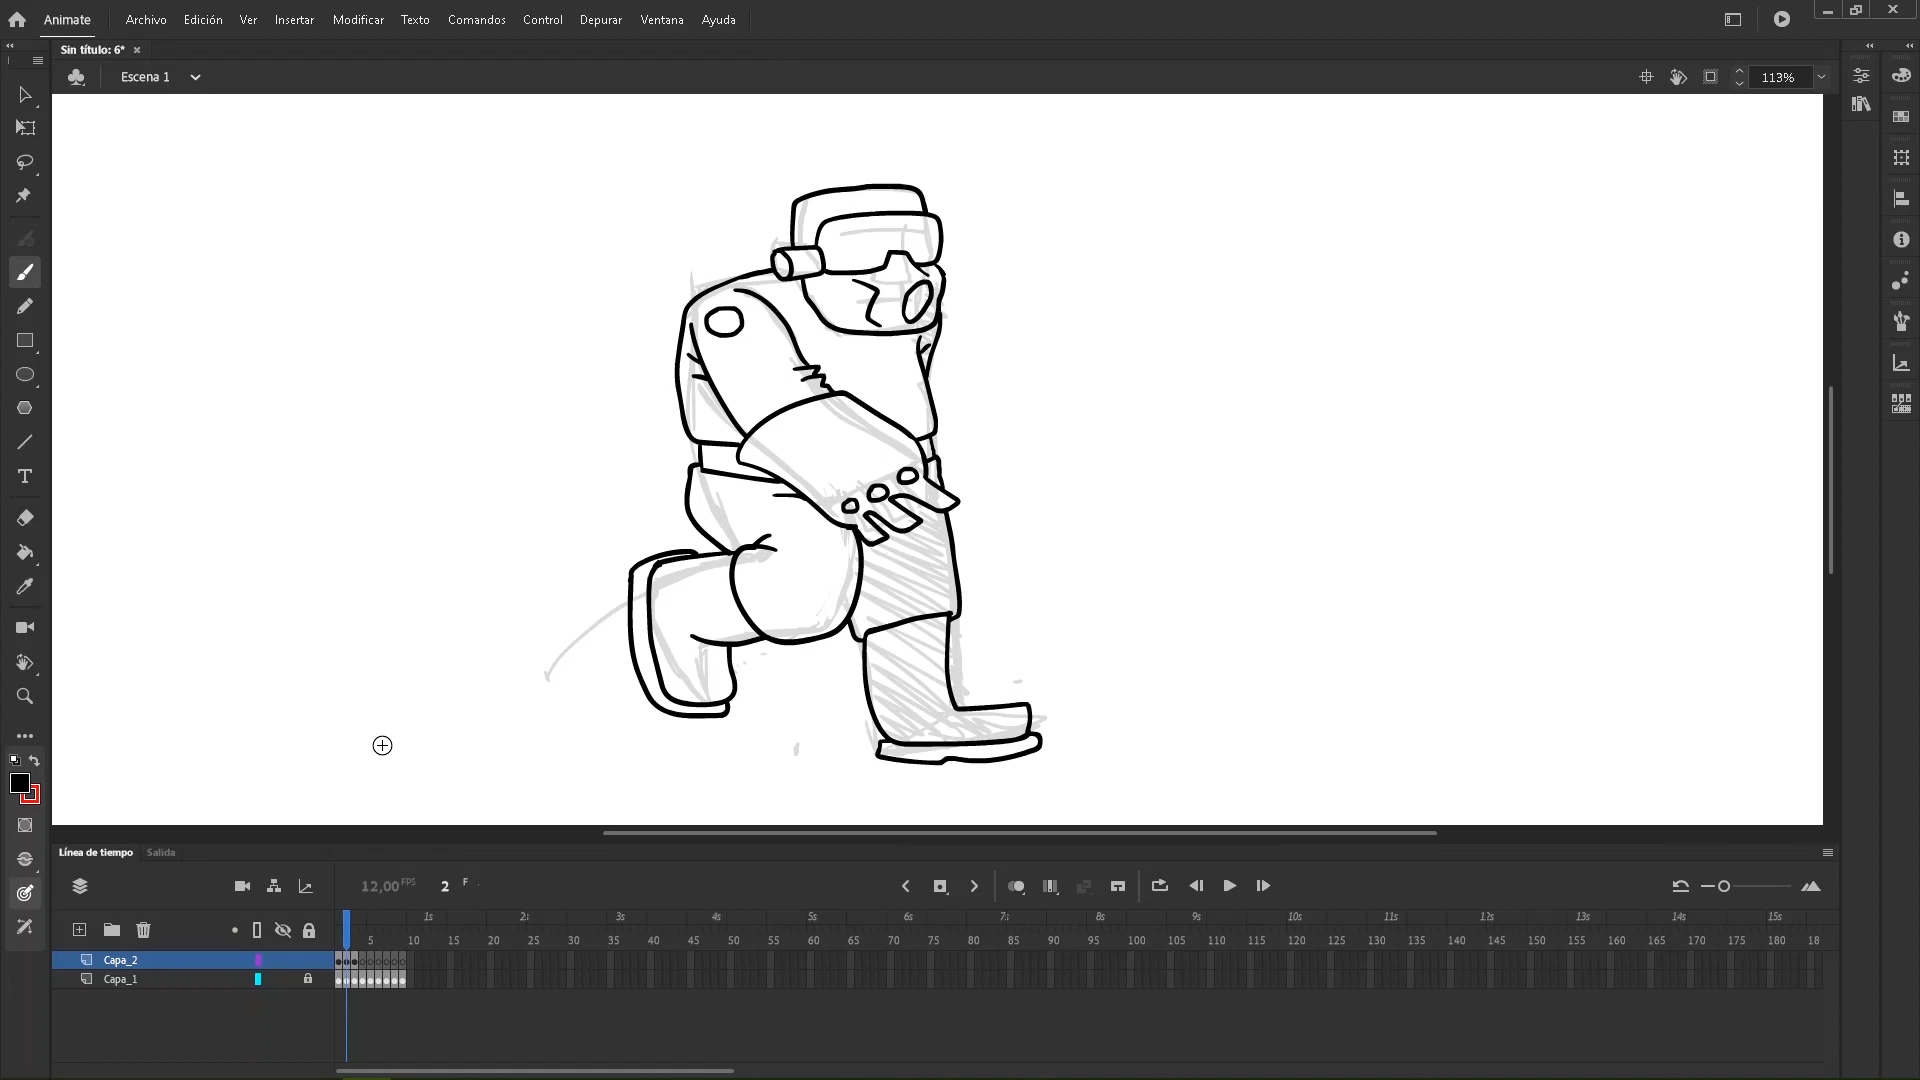 Animate Archivo Edición Ver Insertar Modificar Texto Comandos Control Depurar Ventana Ayuda
Sin título: 6*
Escena 1 113%
Línea de tiempo Salida
12,00 FPS 2 F
1s 2s 3s 4s 5s 6s 7s 8s 9s 10s 11s 12s 13s 14s 15s
5 10 15 20 25 30 35 40 45 50 55 60 65 70 75 80 85 90 95 100 105 110 115 120 125 130 135 140 145 150 155 160 165 170 175 180 18
Capa_2
Capa_1